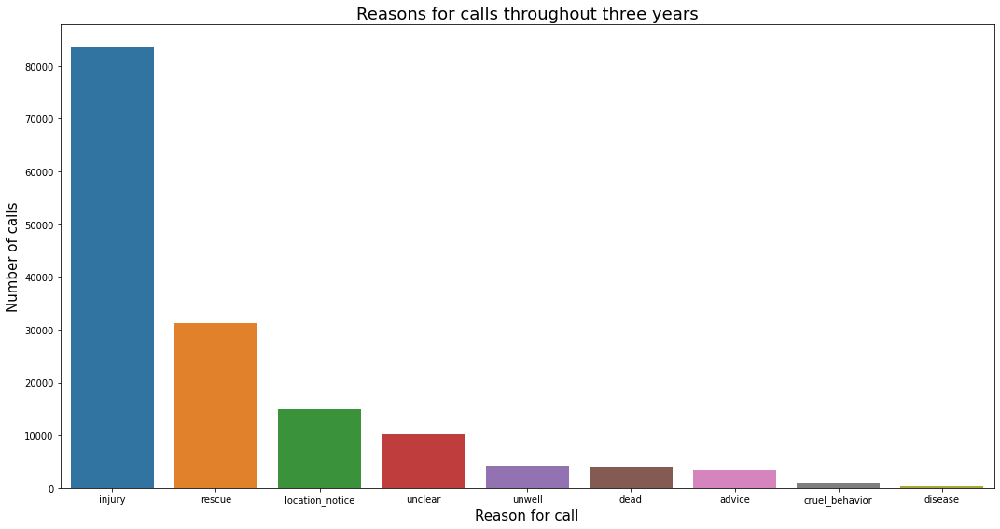 Reasons for calls throughout three years
Number of calls
80000
70000
60000
50000
40000
30000
20000
10000
0
injury rescue location_notice unclear unwell dead advice cruel_behavior disease
Reason for call